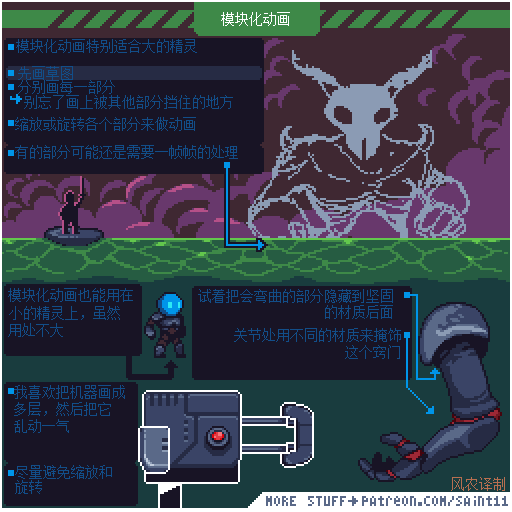 模块化动画
模块化动画特别适合大的精灵
先画草图
分别画每一部分
别忘了画上被其他部分挡住的地方
缩放或旋转各个部分来做动画
有的部分可能还是需要一帧帧的处理
模块化动画也能用在
小的精灵上，虽然
用处不大
试着把会弯曲的部分隐藏到坚固
的材质后面
关节处用不同的材质来掩饰
这个窍门
我喜欢把机器画成
多层，然后把它
乱动一气
尽量避免缩放和
旋转
风农译制
MORE STUFF→PATREON.COM/SAINT11